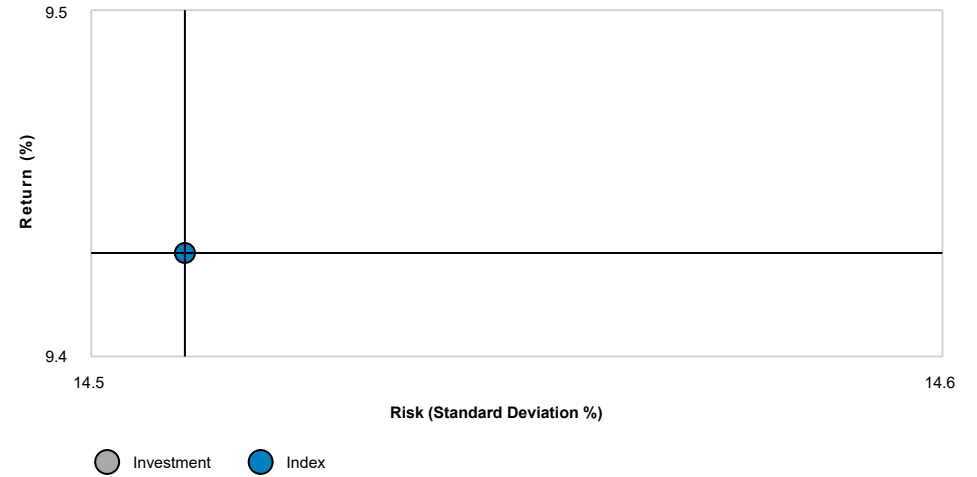 9.5
Return (%)
9.4
14.5
14.6
Risk (Standard Deviation %)
Investment
Index